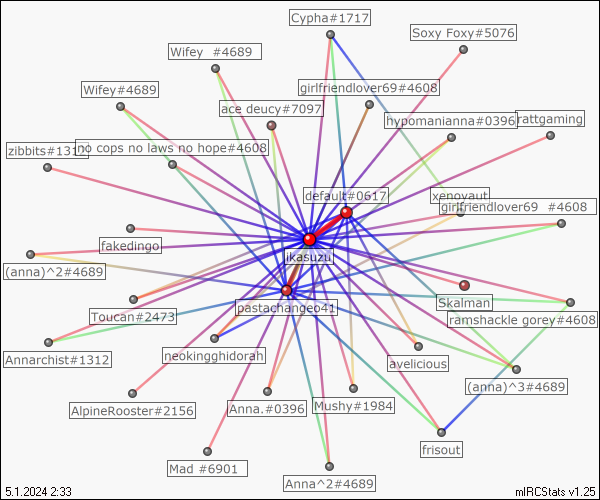 Cypha#1717
Soxy Foxy#5076
Wifey  #4689
Wifey#4689
girlfriendlover69#4608
ace deucy#7097
hypomanianna#0396
rattgaming
zibbits#131
no cops no laws no hope#4608
default#0617
xenovaut
girlfriendlover69  #4608
fakedingo
ikasuzu
(anna)^2#4689
Skalman
Toucan#2473
pastachangeo41
ramshackle gorey#4608
Annarchist#1312
neokingghidorah
avelicious
(anna)^3#4689
AlpineRooster#2156
Anna.#0396
Mushy#1984
frisout
Mad #6901
Anna^2#4689
5.1.2024 2:33
mIRCStats v1.25